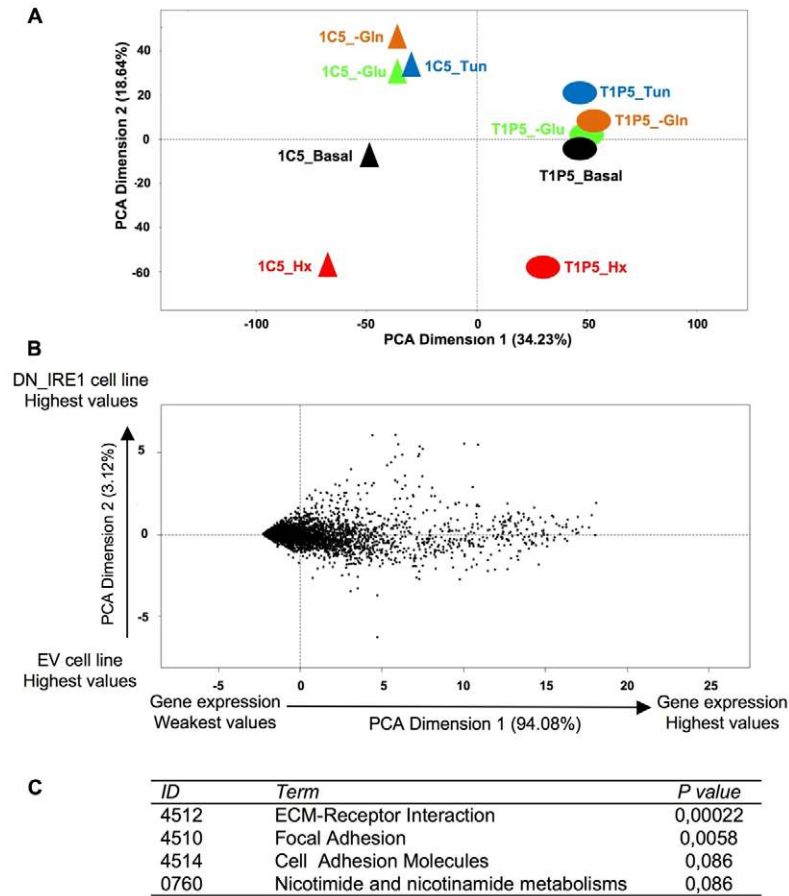 A
PCA Dimension 2 (18.64%)
40
20
0
-20
-40
-60
1C5_-Gln
1C5_-Glu
1C5_Tun
T1P5_Tun
T1P5_-Glu
T1P5_-Gln
1C5_Basal
T1P5_Basal
1C5_Hx
T1P5_Hx
-100
-50
0
50
100
PCA Dimension 1 (34.23%)
B
DN_IRE1 cell line
Highest values
PCA Dimension 2 (3.12%)
5
0
-5
EV cell line
Highest values
-5
0
5
10
15
20
25
Gene expression
Weakest values
PCA Dimension 1 (94.08%)
Gene expression
Highest values
C
ID Term P value
4512 ECM-Receptor Interaction 0,00022
4510 Focal Adhesion 0,0058
4514 Cell Adhesion Molecules 0,086
0760 Nicotimide and nicotinamide metabolisms 0,086